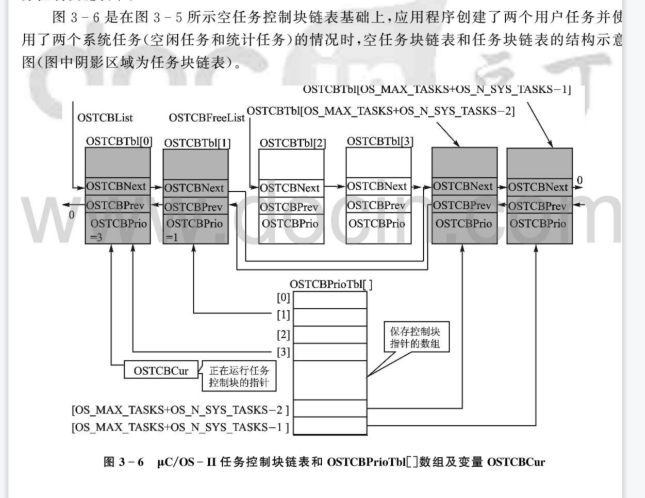 图 3-6 是在图 3-5 所示空任务控制块链表基础上,应用程序创建了两个用户任务并使
用了两个系统任务(空闲任务和统计任务)的情况时,空任务块链表和任务块链表的结构示意
图(图中阴影区域为任务块链表)。
OSTCBTbl[OS_MAX_TASKS+OS_N_SYS_TASKS-1]
OSTCBTbl[OS_MAX_TASKS+OS_N_SYS_TASKS-2]
OSTCBList OSTCBFreeList
OSTCBTbl[0] OSTCBTbl[1] OSTCBTbl[2] OSTCBTbl[3]
OSTCBNext OSTCBNext OSTCBNext OSTCBNext OSTCBNext OSTCBNext 0
0 OSTCBPrev OSTCBPrev OSTCBPrev OSTCBPrev OSTCBPrev OSTCBPrev
OSTCBPrio OSTCBPrio OSTCBPrio OSTCBPrio OSTCBPrio OSTCBPrio
=3 =1
www.docin.com
豆丁
OSTCBPrioTbl[ ]
[0]
[1]
[2]
[3]
保存控制块
指针的数组
OSTCBCur
正在运行任务
控制块的指针
[OS_MAX_TASKS+OS_N_SYS_TASKS-2 ]
[OS_MAX_TASKS+OS_N_SYS_TASKS-1 ]
图 3-6 μC/OS-II 任务控制块链表和 OSTCBPrioTbl[ ]数组及变量 OSTCBCur